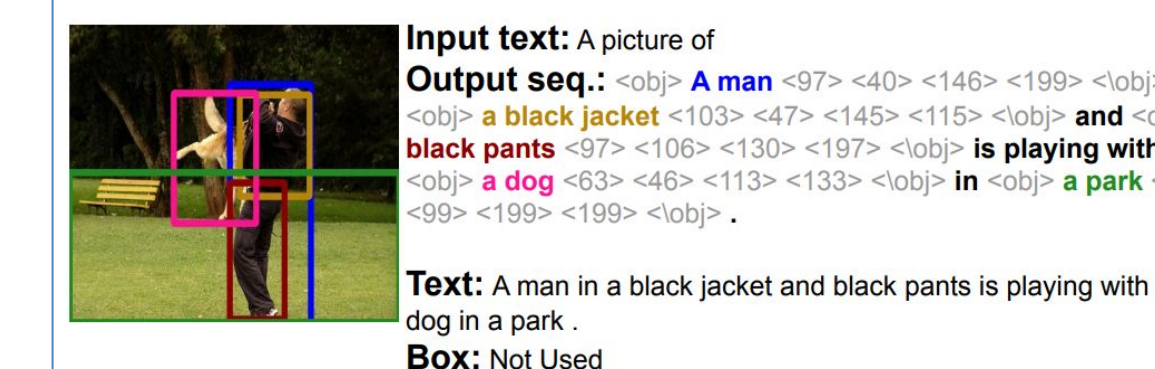 Input text: A picture of
Output seq.: <obj> A man <97> <40> <146> <199> <\obj>
<obj> a black jacket <103> <47> <145> <115> <\obj> and
black pants <97> <106> <130> <197> <\obj> is playing with
<obj> a dog <63> <46> <113> <133> <\obj> in <obj> a park <
<99> <199> <199> <\obj> .
Text: A man in a black jacket and black pants is playing with
dog in a park .
Box: Not Used